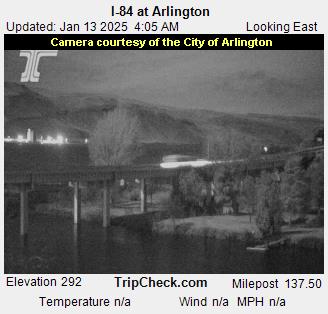 I-84 at Arlington
Updated: Jan 13 2025 4:05 AM Looking East
Camera courtesy of the City of Arlington
Elevation 292 TripCheck.com Milepost 137.50
Temperature n/a Wind n/a MPH n/a